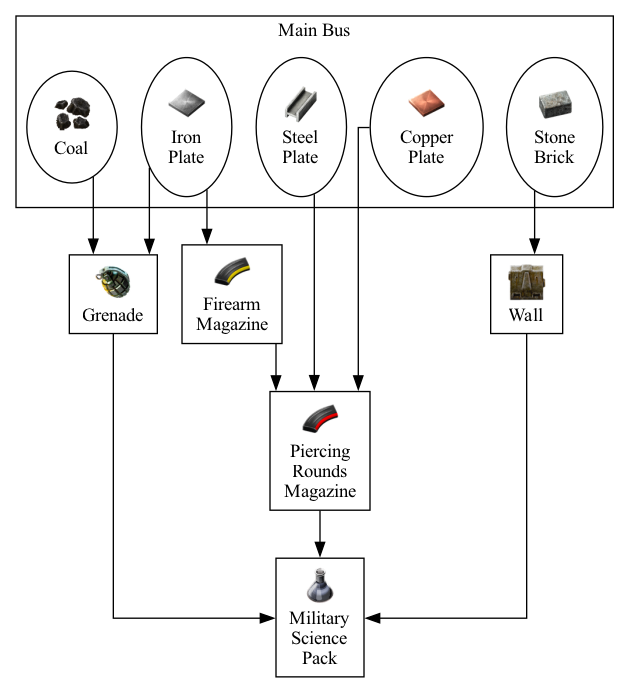 Main Bus
Coal
Iron
Plate
Steel
Plate
Copper
Plate
Stone
Brick
Grenade
Firearm
Magazine
Wall
Piercing
Rounds
Magazine
Military
Science
Pack